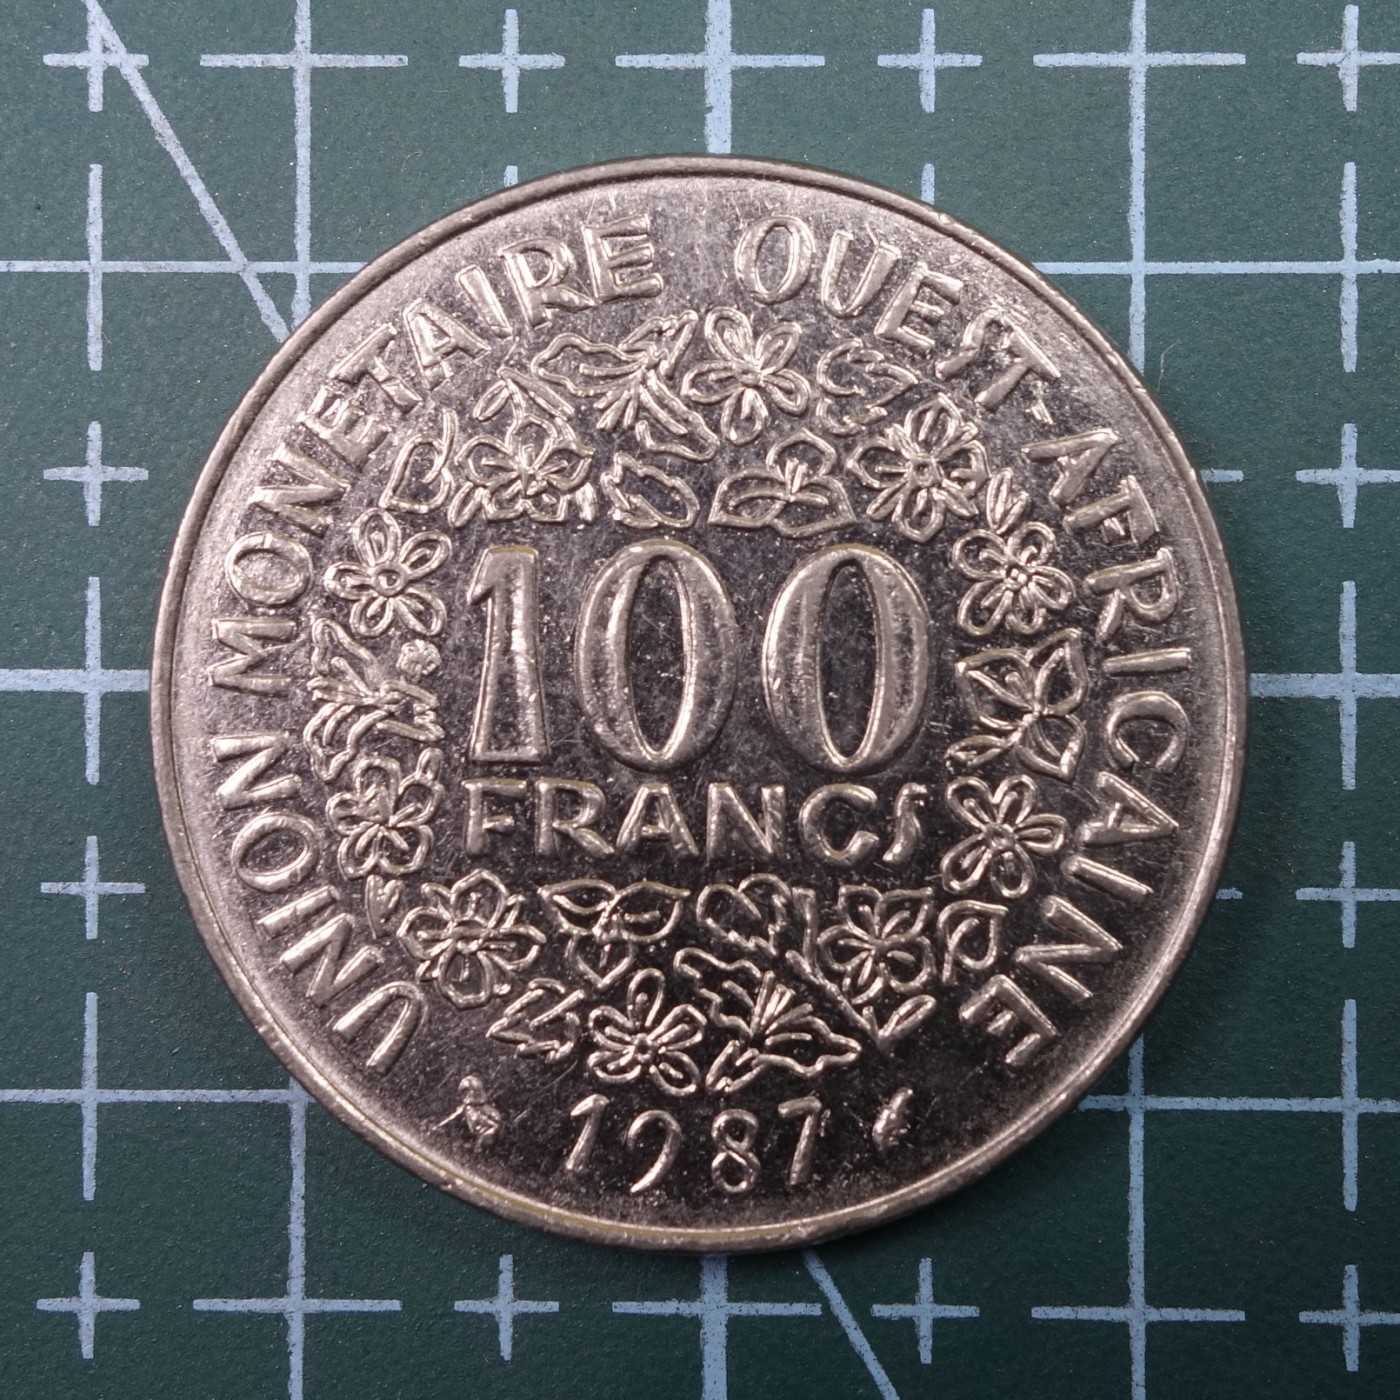 UNION MONETAIRE OUEST-AFRICAINE
100
FRANCS
1987